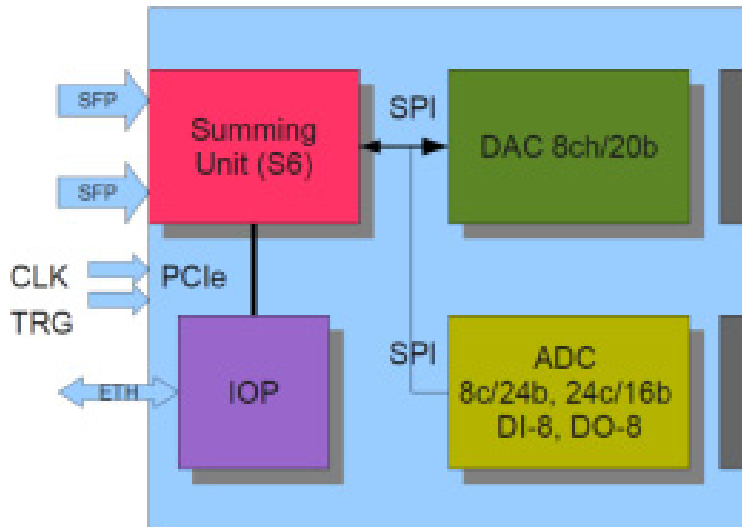 SFP
Summing
Unit (S6)
SPI
DAC 8ch/20b
SFP
CLK
PCIe
TRG
SPI
ADC
8c/24b, 24c/16b
DI-8, DO-8
ETH
IOP